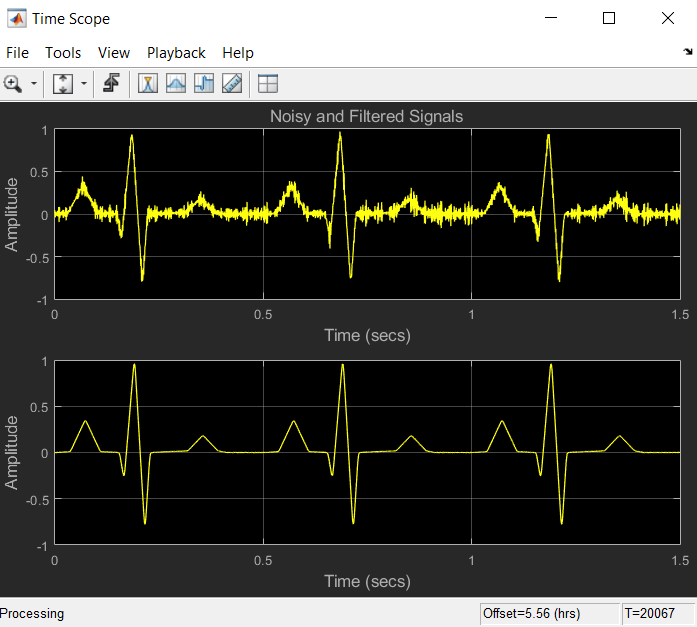 Time Scope
File Tools View Playback Help
Noisy and Filtered Signals
Amplitude
1
0.5
0
-0.5
-1
0 0.5 1 1.5
Time (secs)
Amplitude
1
0.5
0
-0.5
-1
0 0.5 1 1.5
Time (secs)
Processing Offset=5.56 (hrs) T=20067